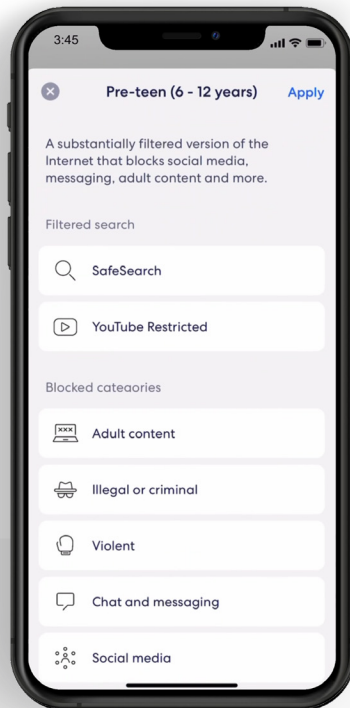 3:45
Pre-teen (6 - 12 years)
Apply
A substantially filtered version of the
Internet that blocks social media,
messaging, adult content and more.
Filtered search
SafeSearch
YouTube Restricted
Blocked categories
xxx
Adult content
Illegal or criminal
Violent
Chat and messaging
Social media